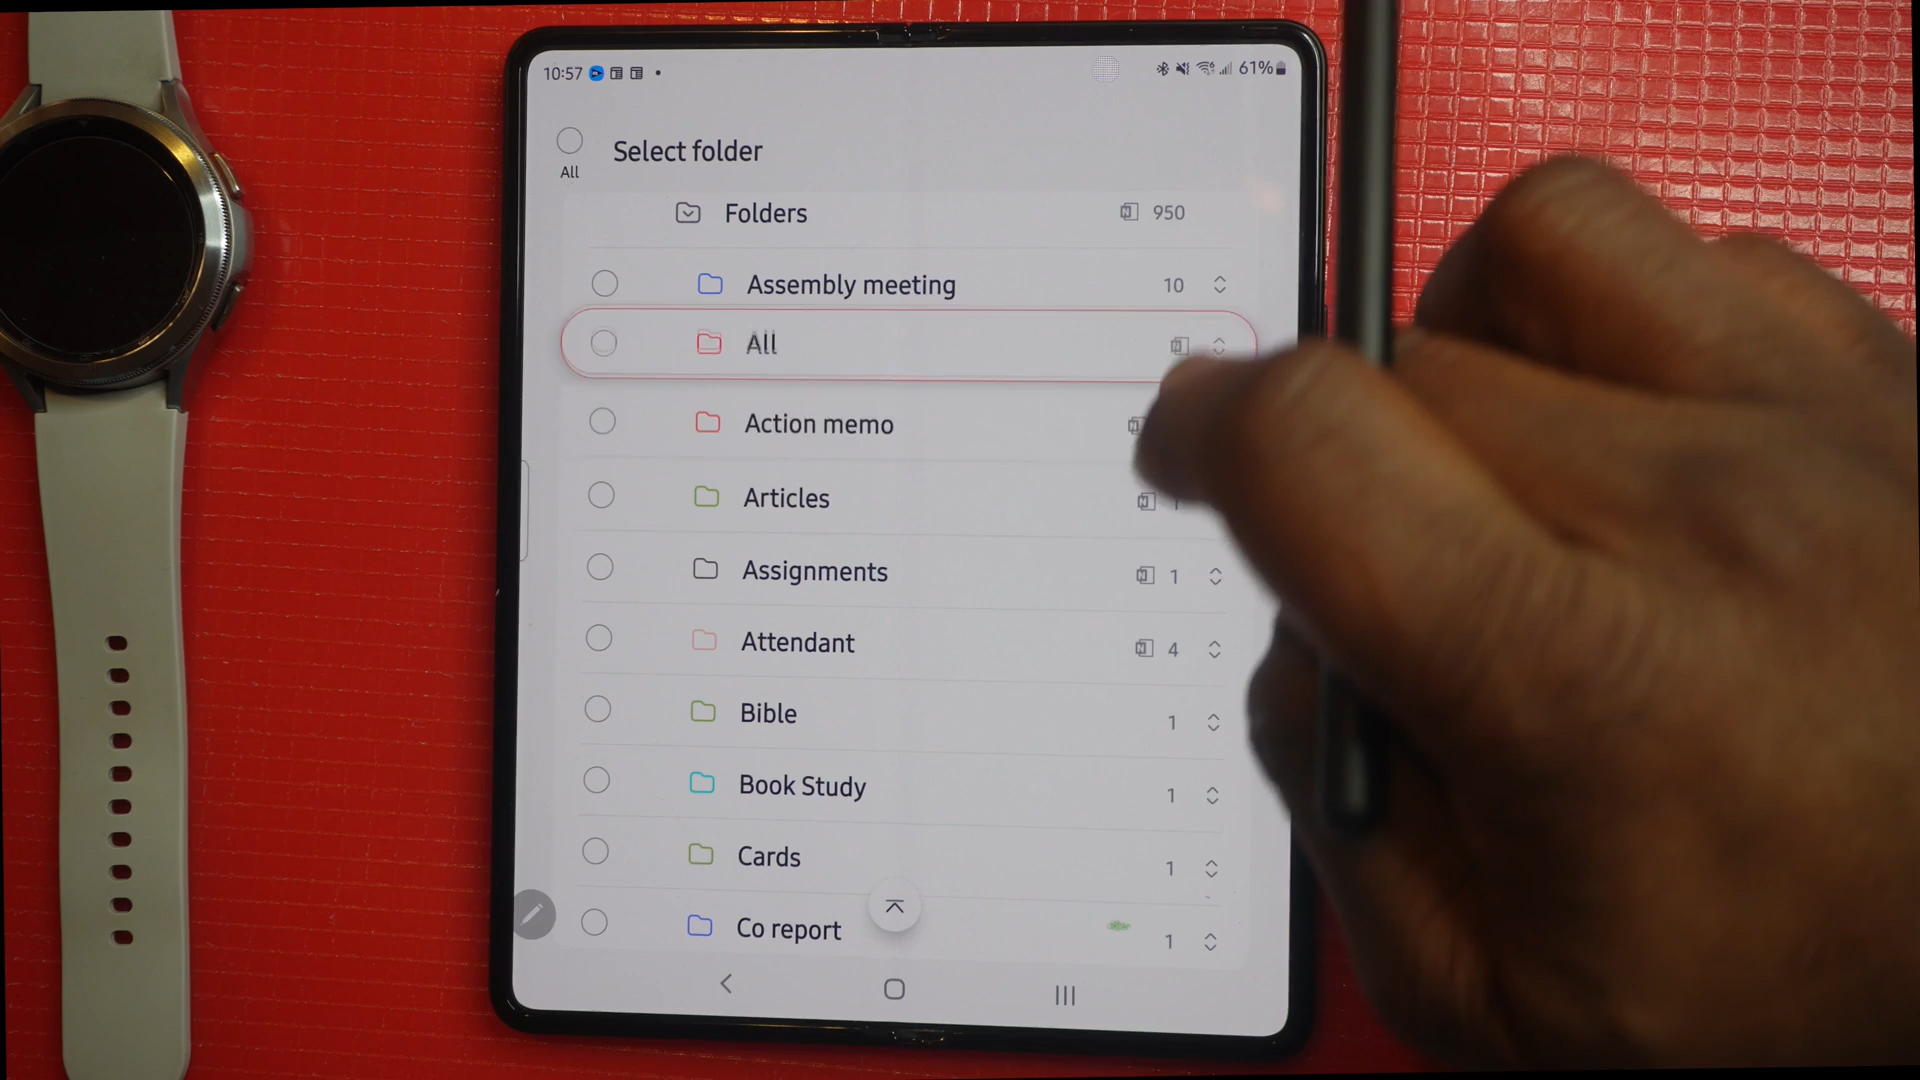 10:57 61%
All Select folder
Folders 950
Assembly meeting 10
All
Action memo
Articles
Assignments 1
Attendant 4
Bible 1
Book Study 1
Cards 1
Co report 1